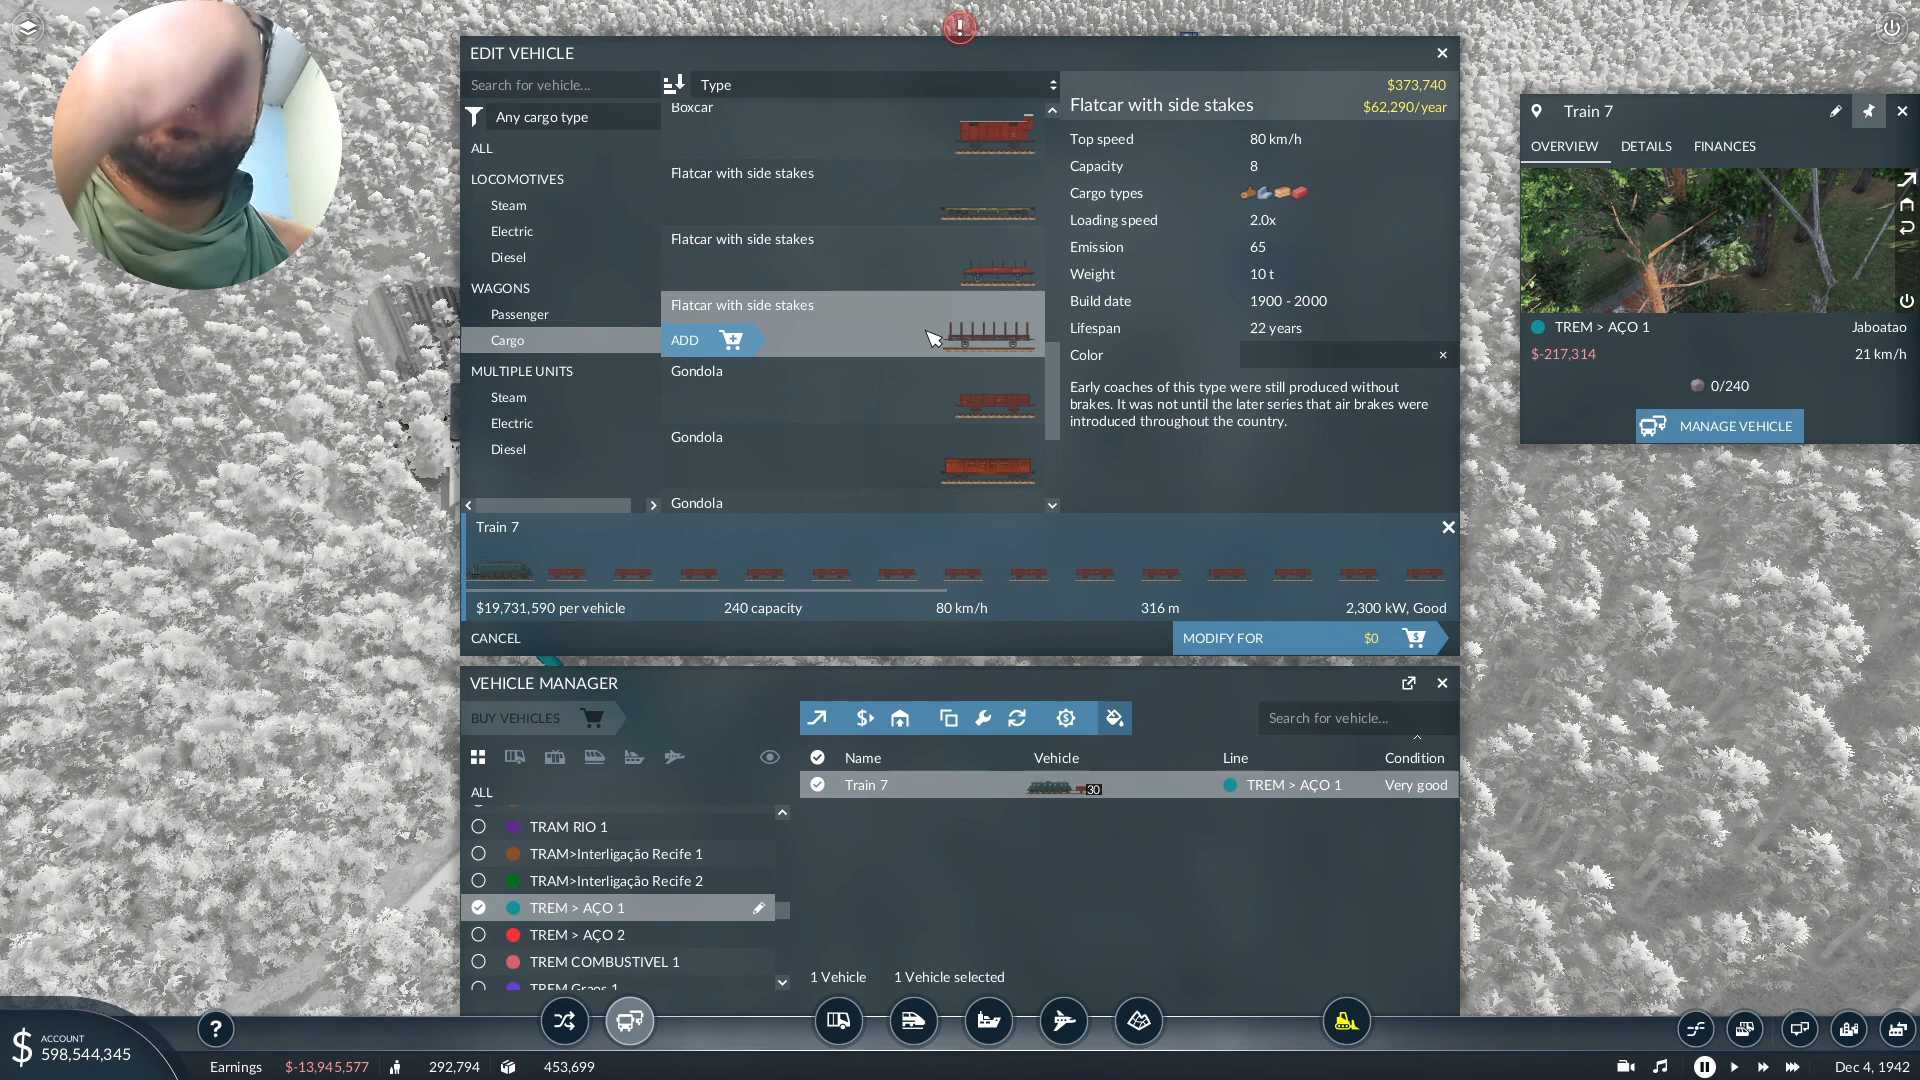 EDIT VEHICLE
Search for vehicle...
Type
Any cargo type
ALL
LOCOMOTIVES
Steam
Electric
Diesel
WAGONS
Passenger
Cargo
MULTIPLE UNITS
Steam
Electric
Diesel
Boxcar
Flatcar with side stakes
Flatcar with side stakes
Flatcar with side stakes
ADD
Gondola
Gondola
Gondola
$373,740
Flatcar with side stakes $62,290/year
Top speed 80 km/h
Capacity 8
Cargo types
Loading speed 2.0x
Emission 65
Weight 10 t
Build date 1900 - 2000
Lifespan 22 years
Color
Early coaches of this type were still produced without
brakes. It was not until the later series that air brakes were
introduced throughout the country.
Train 7
$19,731,590 per vehicle 240 capacity 80 km/h 316 m 2,300 kW, Good
CANCEL MODIFY FOR $0
Train 7
OVERVIEW DETAILS FINANCES
TREM > AÇO 1 Jaboatao
$-217,314 21 km/h
0/240
MANAGE VEHICLE
VEHICLE MANAGER
BUY VEHICLES
Search for vehicle...
ALL
TRAM RIO 1
TRAM>Interligação Recife 1
TRAM>Interligação Recife 2
TREM > AÇO 1
TREM > AÇO 2
TREM COMBUSTIVEL 1
TREM Graos 1
Name Vehicle Line Condition
Train 7 30 TREM > AÇO 1 Very good
1 Vehicle 1 Vehicle selected
?
$ ACCOUNT
598,544,345
Earnings $-13,945,577 292,794 453,699 Dec 4, 1942